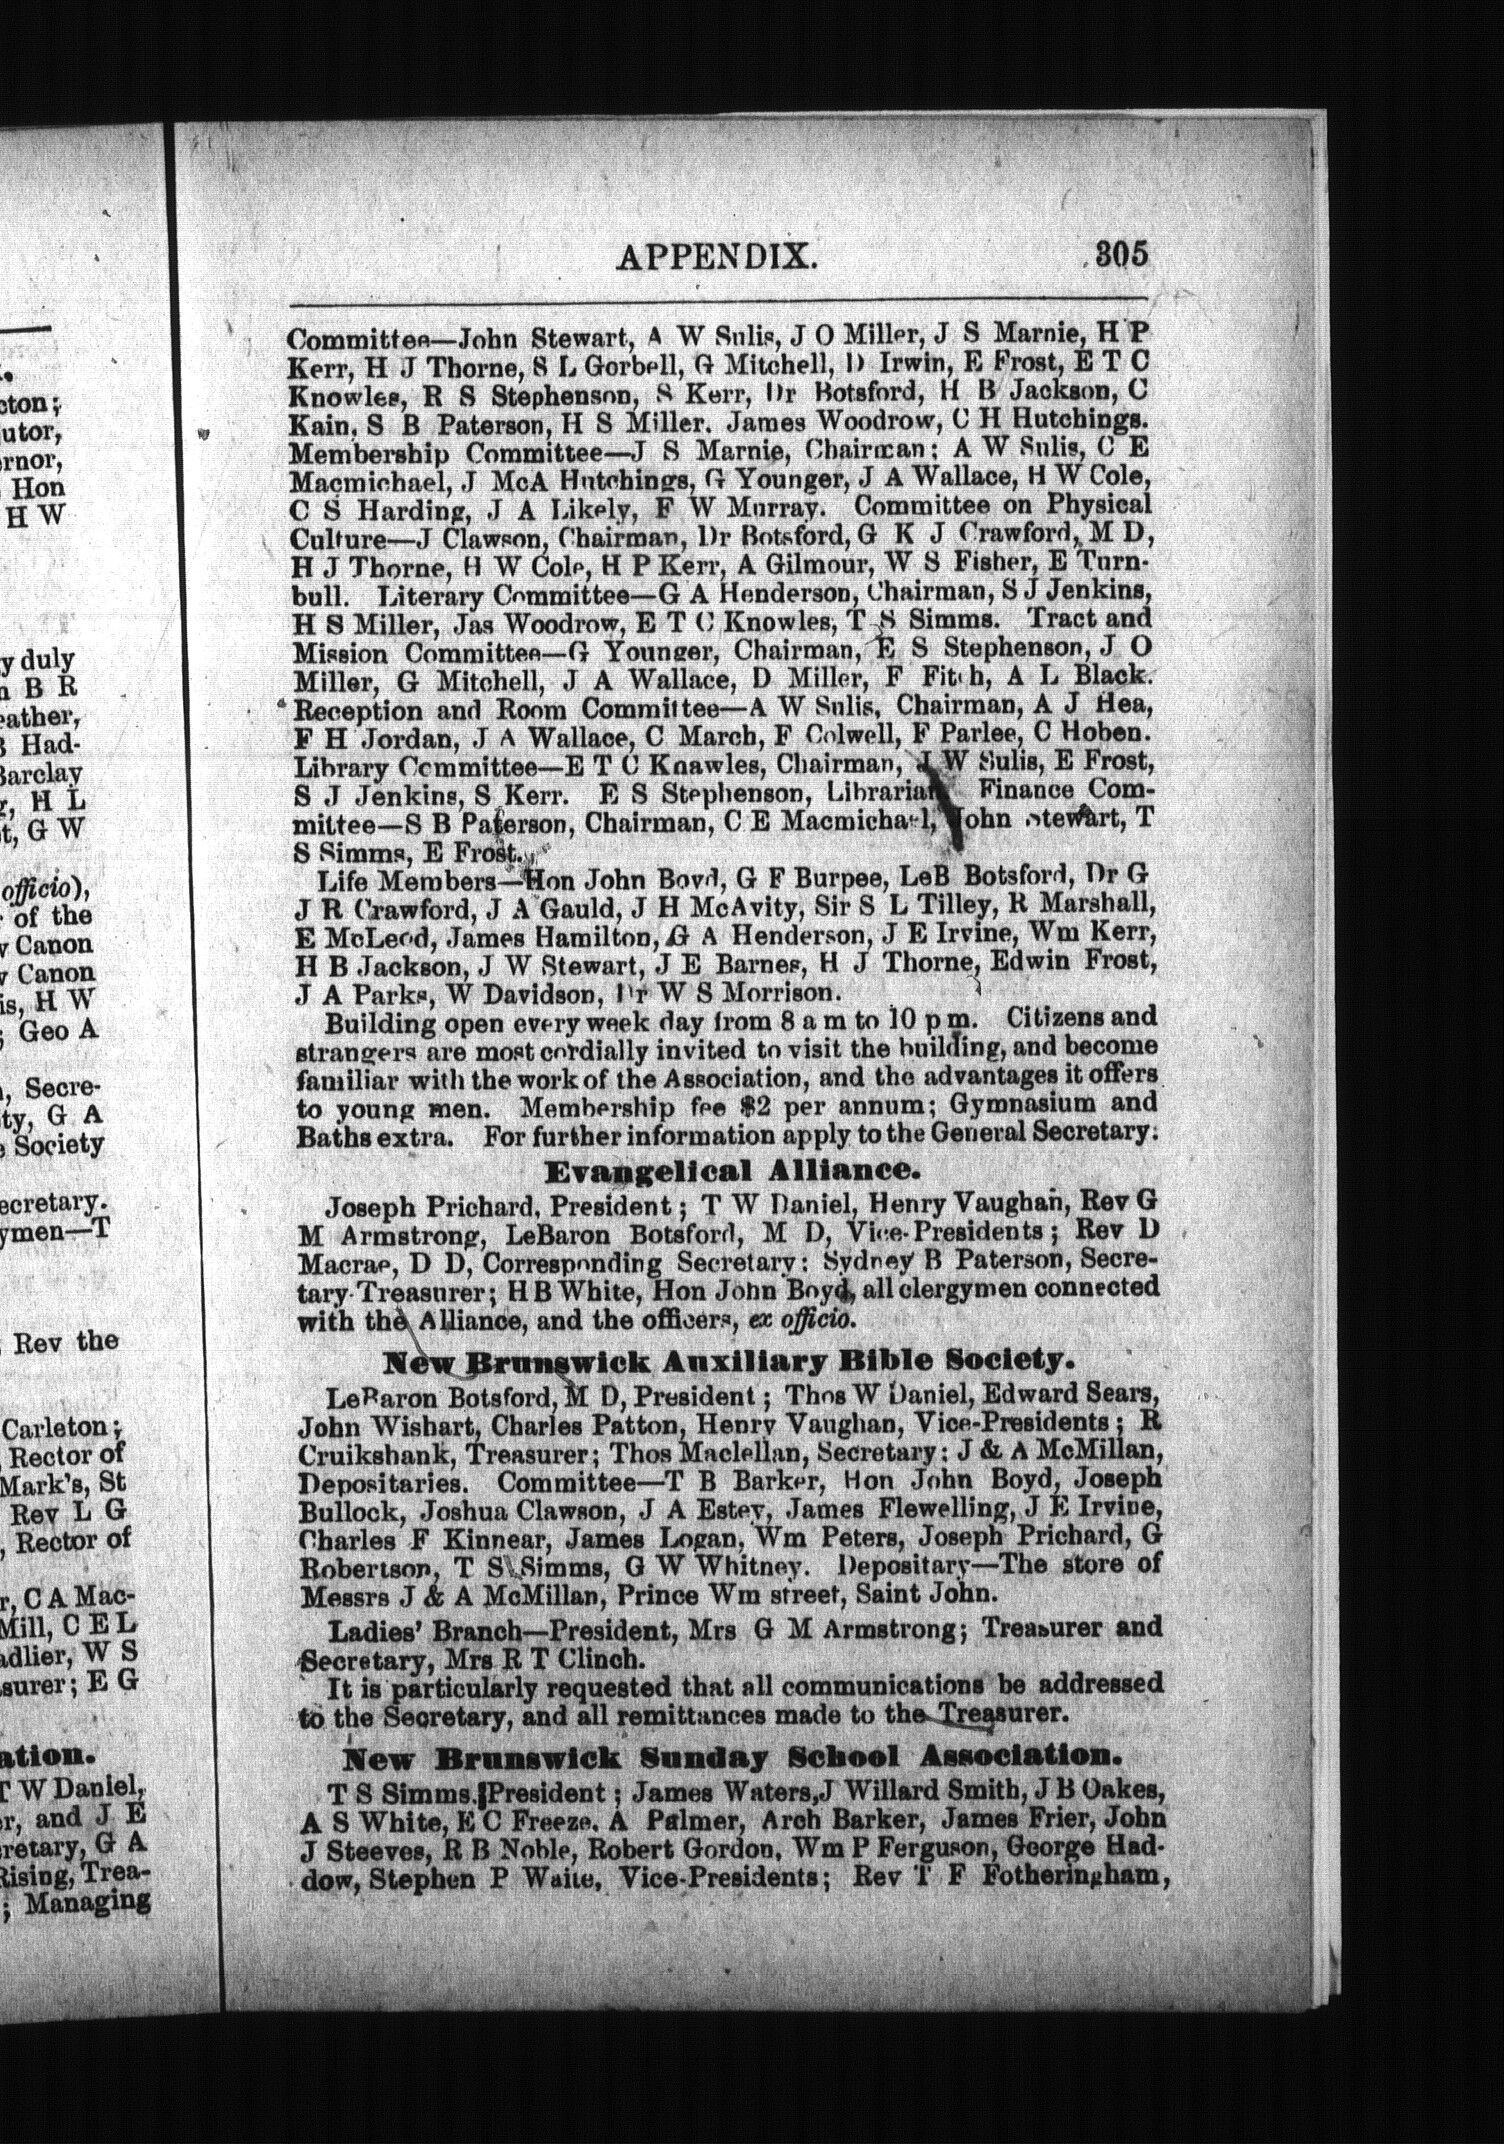 APPENDIX. 305
Committee—John Stewart, A W Sulis, J O Miller, J S Marnie, H P
Kerr, H J Thorne, S L Gorbell, G Mitchell, D Irwin, E Frost, E T C
Knowles, R S Stephenson, S Kerr, Dr Botsford, H B Jackson, C
Kain, S B Paterson, H S Miller. James Woodrow, C H Hutchings.
Membership Committee—J S Marnie, Chairman; A W Sulis, C E
Macmichael, J McA Hutchings, G Younger, J A Wallace, H W Cole,
C S Harding, J A Likely, F W Murray. Committee on Physical
Culture—J Clawson, Chairman, Dr Botsford, G K J Crawford, M D,
H J Thorne, H W Cole, H P Kerr, A Gilmour, W S Fisher, E Turn-
bull. Literary Committee—G A Henderson, Chairman, S J Jenkins,
H S Miller, Jas Woodrow, E T C Knowles, T S Simms. Tract and
Mission Committee—G Younger, Chairman, E S Stephenson, J O
Miller, G Mitchell, J A Wallace, D Miller, F Fitch, A L Black.
Reception and Room Committee—A W Sulis, Chairman, A J Hea,
F H Jordan, J A Wallace, C March, F Colwell, F Parlee, C Hoben.
Library Committee—E T C Knawles, Chairman, J W Sulis, E Frost,
S J Jenkins, S Kerr. E S Stephenson, Librarian. Finance Com-
mittee—S B Paterson, Chairman, C E Macmichael, John Stewart, T
S Simms, E Frost.
Life Members—Hon John Boyd, G F Burpee, LeB Botsford, Dr G
J R Crawford, J A Gauld, J H McAvity, Sir S L Tilley, R Marshall,
E McLeod, James Hamilton, G A Henderson, J E Irvine, Wm Kerr,
H B Jackson, J W Stewart, J E Barnes, H J Thorne, Edwin Frost,
J A Parks, W Davidson, Dr W S Morrison.
Building open every week day from 8 a m to 10 p m. Citizens and
strangers are most cordially invited to visit the building, and become
familiar with the work of the Association, and the advantages it offers
to young men. Membership fee $2 per annum; Gymnasium and
Baths extra. For further information apply to the General Secretary.
Evangelical Alliance.
Joseph Prichard, President; T W Daniel, Henry Vaughan, Rev G
M Armstrong, LeBaron Botsford, M D, Vice-Presidents; Rev D
Macrae, D D, Corresponding Secretary; Sydney B Paterson, Secre-
tary-Treasurer; H B White, Hon John Boyd, all clergymen connected
with the Alliance, and the officers, ex officio.
New Brunswick Auxiliary Bible Society.
LeBaron Botsford, M D, President; Thos W Daniel, Edward Sears,
John Wishart, Charles Patton, Henry Vaughan, Vice-Presidents; R
Cruikshank, Treasurer; Thos Maclellan, Secretary; J & A McMillan,
Depositaries. Committee—T B Barker, Hon John Boyd, Joseph
Bullock, Joshua Clawson, J A Estey, James Flewelling, J E Irvine,
Charles F Kinnear, James Logan, Wm Peters, Joseph Prichard, G
Robertson, T S Simms, G W Whitney. Depositary—The store of
Messrs J & A McMillan, Prince Wm street, Saint John.
Ladies' Branch—President, Mrs G M Armstrong; Treasurer and
Secretary, Mrs R T Clinch.
It is particularly requested that all communications be addressed
to the Secretary, and all remittances made to the Treasurer.
New Brunswick Sunday School Association.
T S Simms, President; James Waters, J Willard Smith, J B Oakes,
A S White, E C Freeze, A Palmer, Arch Barker, James Frier, John
J Steeves, R B Noble, Robert Gordon, Wm P Ferguson, George Had-
dow, Stephen P Waite, Vice-Presidents; Rev T F Fotheringham,